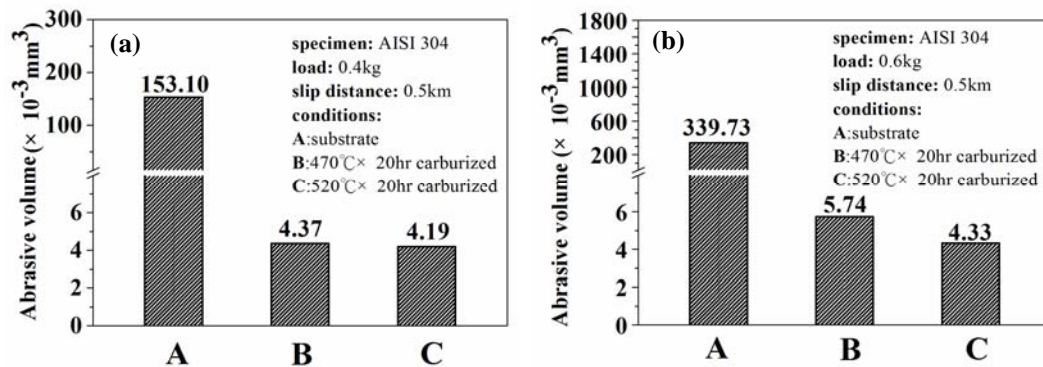 (a)
Abrasive volume(× 10⁻³mm³)
300
200
150
100
6
4
2
0
153.10
4.37
4.19
specimen: AISI 304
load: 0.4kg
slip distance: 0.5km
conditions:
A:substrate
B:470℃× 20hr carburized
C:520℃× 20hr carburized
A
B
C
(b)
Abrasive volume (× 10⁻³mm³)
1800
1600
1400
1000
600
400
200
6
4
2
0
339.73
5.74
4.33
specimen: AISI 304
load: 0.6kg
slip distance: 0.5km
conditions:
A:substrate
B:470℃× 20hr carburized
C:520℃× 20hr carburized
A
B
C